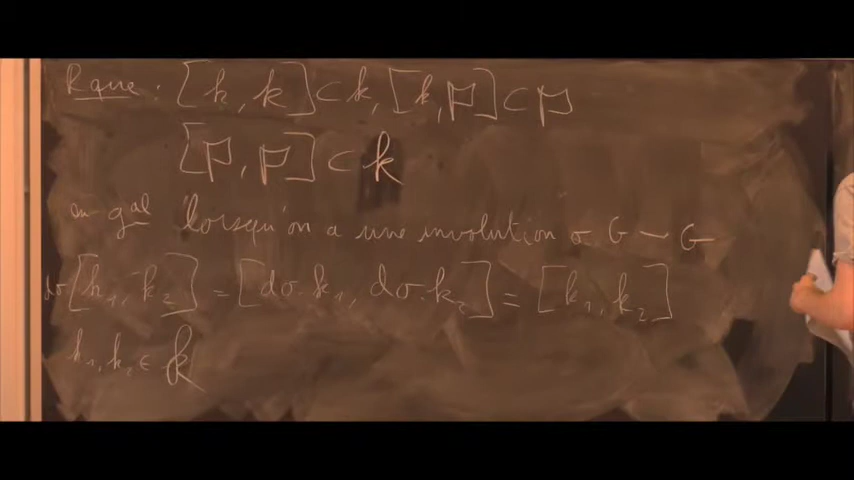 Rque : [k, k] ⊂ k, [k, p] ⊂ p
[p, p] ⊂ k
en gal lorsqu'on a une involution σ G → G
dσ[k₁, k₂] = [dσ.k₁, dσ.k₂] = [k₁, k₂]
k₁, k₂ ∈ k